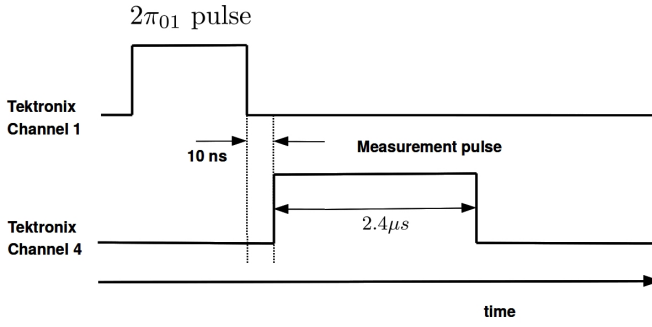 2π₀₁ pulse
Tektronix
Channel 1
10 ns
Measurement pulse
2.4μs
Tektronix
Channel 4
time